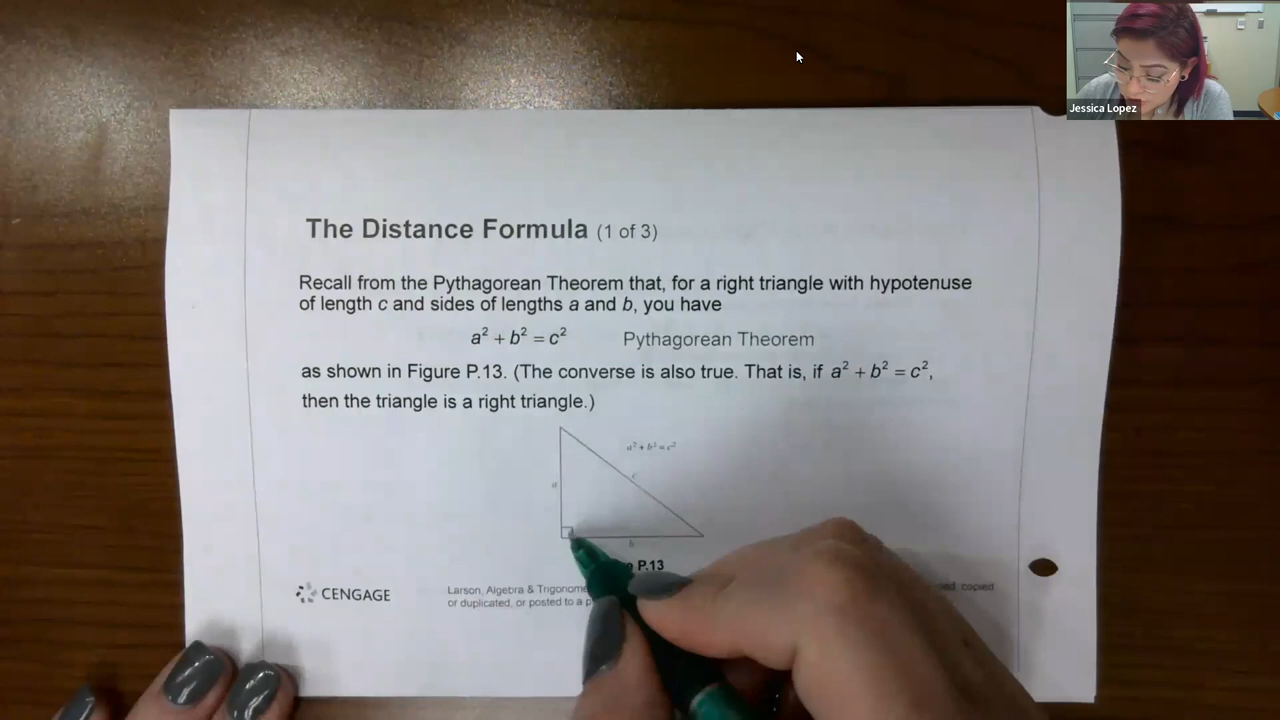 Jessica Lopez
The Distance Formula (1 of 3)
Recall from the Pythagorean Theorem that, for a right triangle with hypotenuse
of length c and sides of lengths a and b, you have
a² + b² = c² Pythagorean Theorem
as shown in Figure P.13. (The converse is also true. That is, if a² + b² = c²,
then the triangle is a right triangle.)
a² + b² = c²
c
a
b
P.13
CENGAGE
Larson, Algebra &
copied
or duplicated, or posted to a